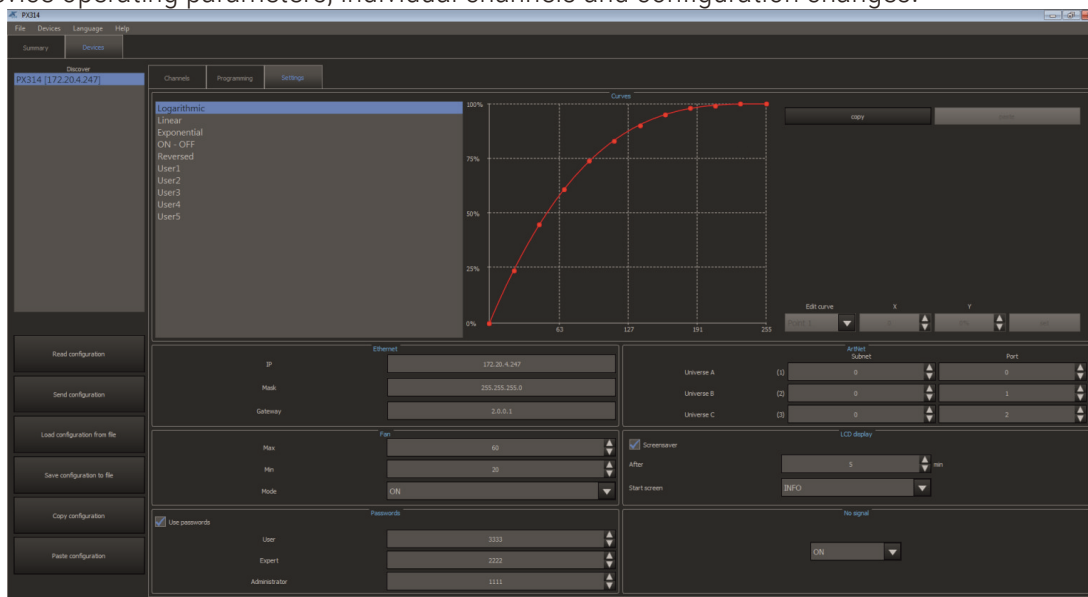 operating parameters, individual channels and configuration changes.
PX314
File Devices Language Help
Summary Devices
Discover
PX314 [172.20.4.247]
Channels Programming Settings
Curves
Logarithmic
Linear
Exponential
ON - OFF
Reversed
User1
User2
User3
User4
User5
100%
75%
50%
25%
0%
63 127 191 255
copy
Edit curve X Y
Read configuration
Send configuration
Load configuration from file
Save configuration to file
Copy configuration
Paste configuration
Ethernet
IP 172.20.4.247
Mask 255.255.255.0
Gateway 2.0.0.1
ArtNet
Subnet Port
Universe A (1) 0 0
Universe B (2) 0 1
Universe C (3) 0 2
Fan
Max 60
Min 20
Mode ON
LCD display
Screensaver
After 5 min
Start screen INFO
Passwords
Use passwords
User 3333
Expert 2222
Administrator 1111
No signal
ON